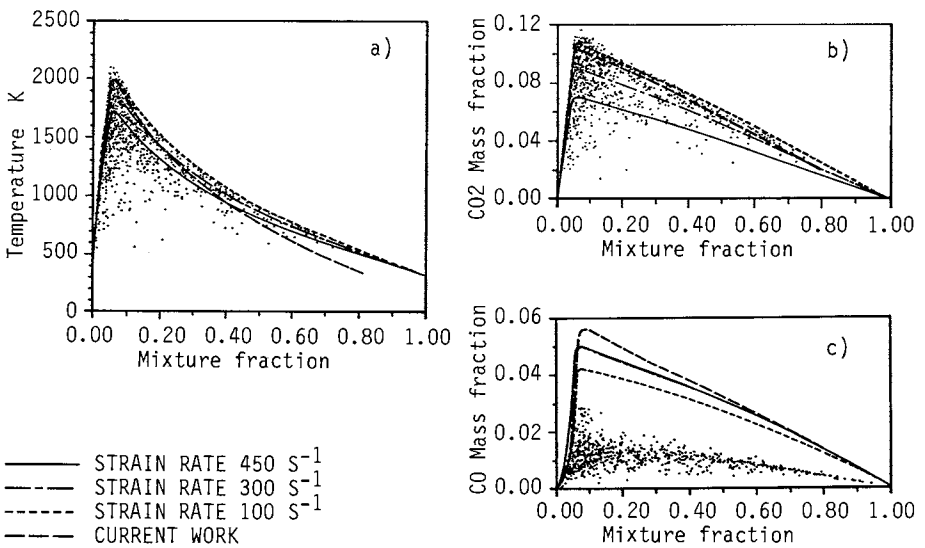 2500
2000
1500
1000
500
0
Temperature K
a)
0.00 0.20 0.40 0.60 0.80 1.00
Mixture fraction
0.12
0.08
0.04
0.00
CO2 Mass fraction
b)
0.00 0.20 0.40 0.60 0.80 1.00
Mixture fraction
0.06
0.04
0.02
0.00
CO Mass fraction
c)
0.00 0.20 0.40 0.60 0.80 1.00
Mixture fraction
STRAIN RATE 450 S⁻¹
STRAIN RATE 300 S⁻¹
STRAIN RATE 100 S⁻¹
CURRENT WORK